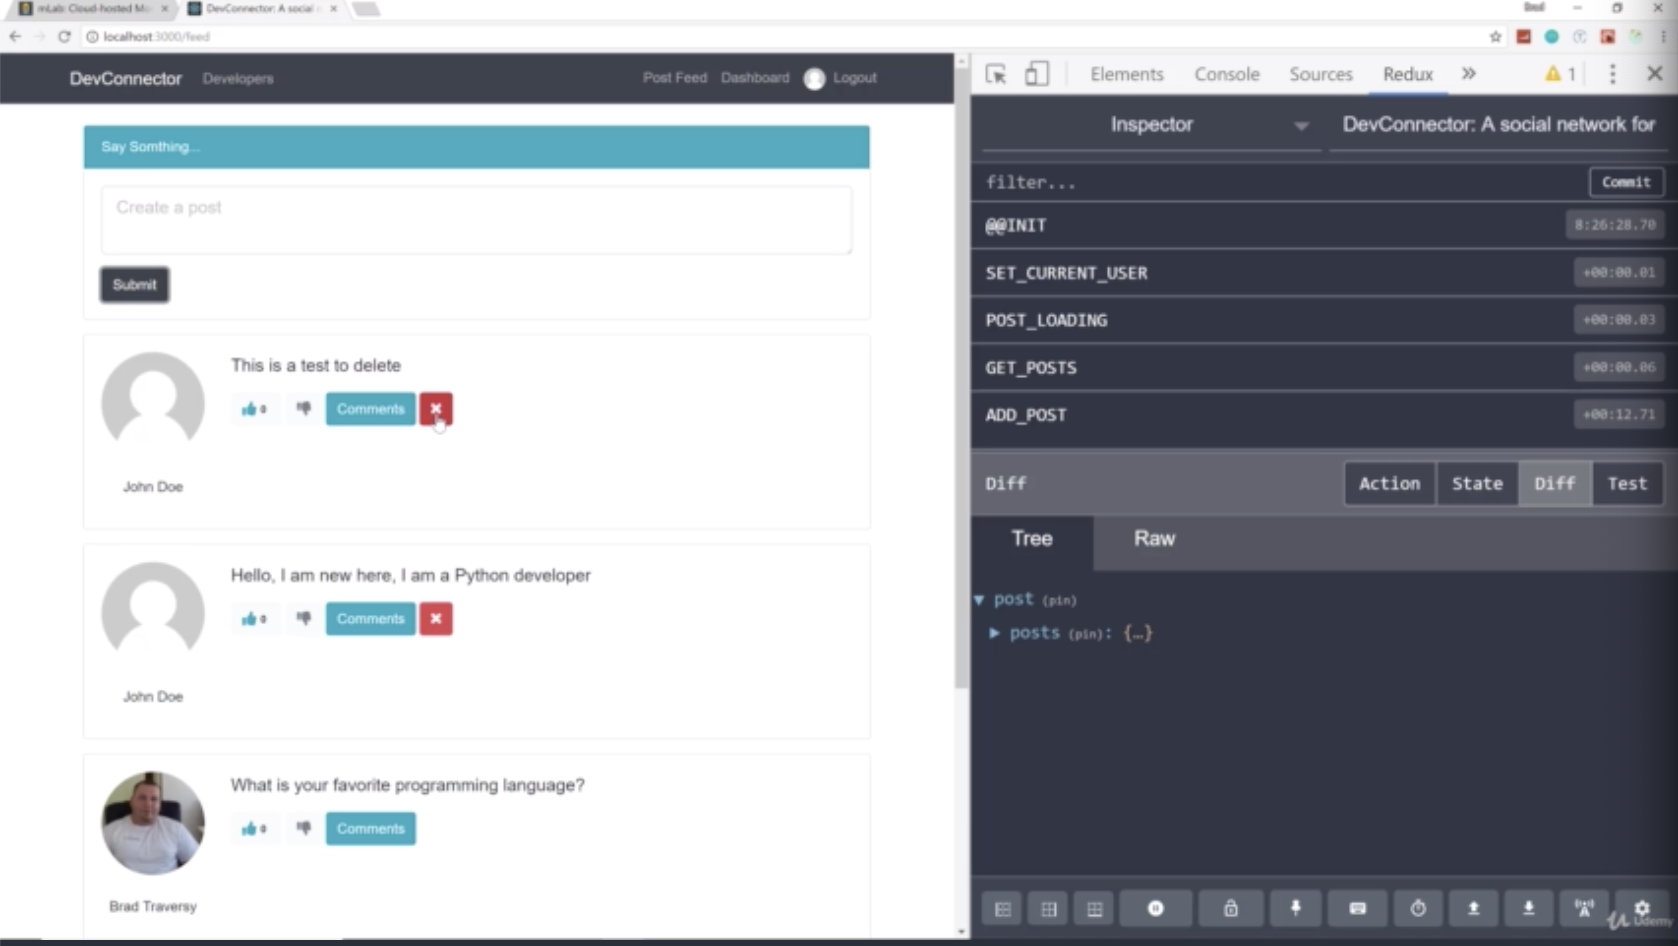 mLab: Cloud-hosted Mo
DevConnector: A social n
localhost:3000/feed
DevConnector Developers Post Feed Dashboard Logout
Say Somthing...
Create a post
Submit
This is a test to delete
0 Comments
John Doe
Hello, I am new here, I am a Python developer
0 Comments
John Doe
What is your favorite programming language?
0 Comments
Brad Traversy
Elements Console Sources Redux 1
Inspector DevConnector: A social network for
filter... Commit
@@INIT 8:26:28.70
SET_CURRENT_USER +00:00.01
POST_LOADING +00:00.03
GET_POSTS +00:00.06
ADD_POST +00:12.71
Diff Action State Diff Test
Tree Raw
post (pin)
posts (pin): {…}
Udemy